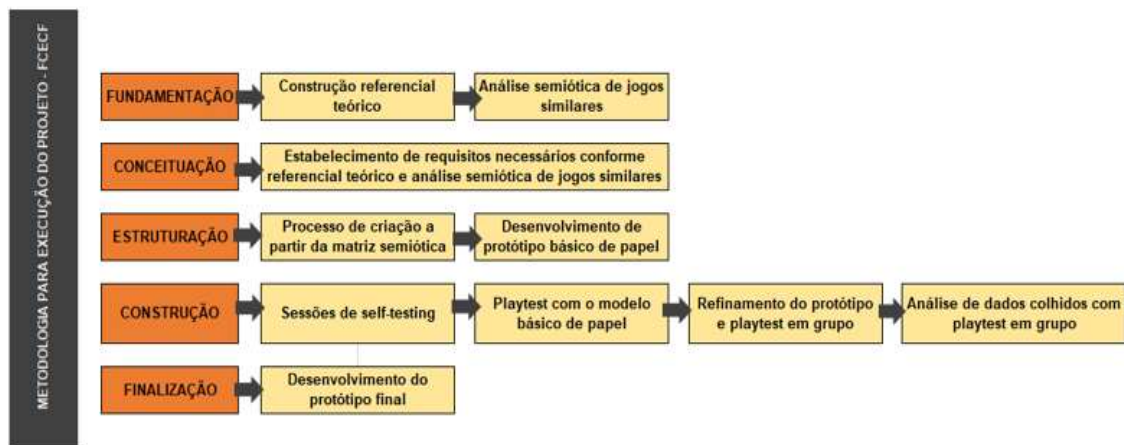 METODOLOGIA PARA EXECUÇÃO DO PROJETO - FCECF
FUNDAMENTAÇÃO
Construção referencial
teórico
Análise semiótica de jogos
similares
CONCEITUAÇÃO
Estabelecimento de requisitos necessários conforme
referencial teórico e análise semiótica de jogos similares
ESTRUTURAÇÃO
Processo de criação a
partir da matriz semiótica
Desenvolvimento de
protótipo básico de papel
CONSTRUÇÃO
Sessões de self-testing
Playtest com o modelo
básico de papel
Refinamento do protótipo
e playtest em grupo
Análise de dados colhidos com
playtest em grupo
FINALIZAÇÃO
Desenvolvimento do
protótipo final